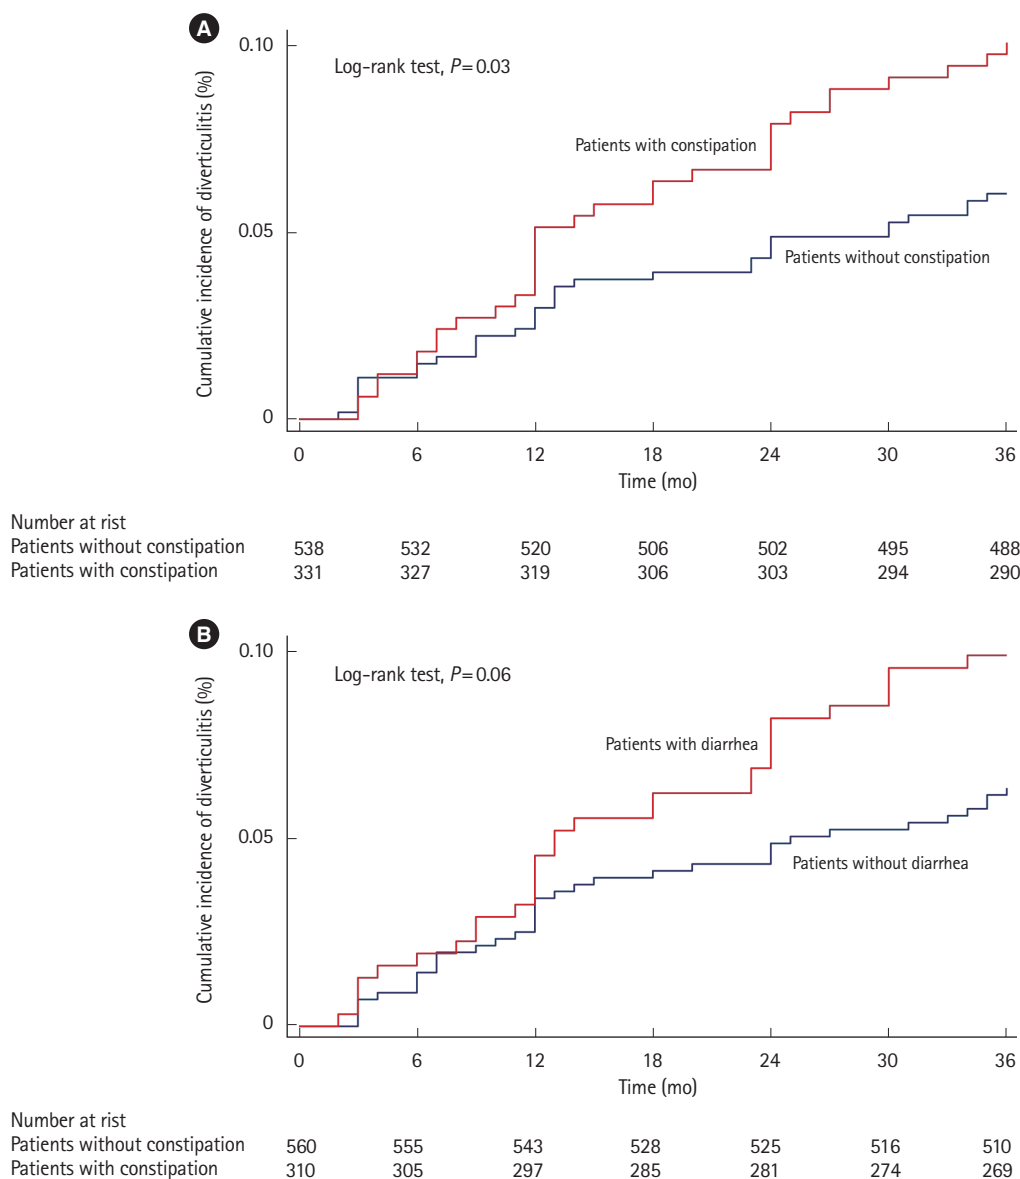 A
Cumulative incidence of diverticulitis (%)
0.10
0.05
0
Log-rank test, P=0.03
Patients with constipation
Patients without constipation
0 6 12 18 24 30 36
Time (mo)
Number at rist
Patients without constipation 538 532 520 506 502 495 488
Patients with constipation 331 327 319 306 303 294 290
B
Cumulative incidence of diverticulitis (%)
0.10
0.05
0
Log-rank test, P=0.06
Patients with diarrhea
Patients without diarrhea
0 6 12 18 24 30 36
Time (mo)
Number at rist
Patients without constipation 560 555 543 528 525 516 510
Patients with constipation 310 305 297 285 281 274 269